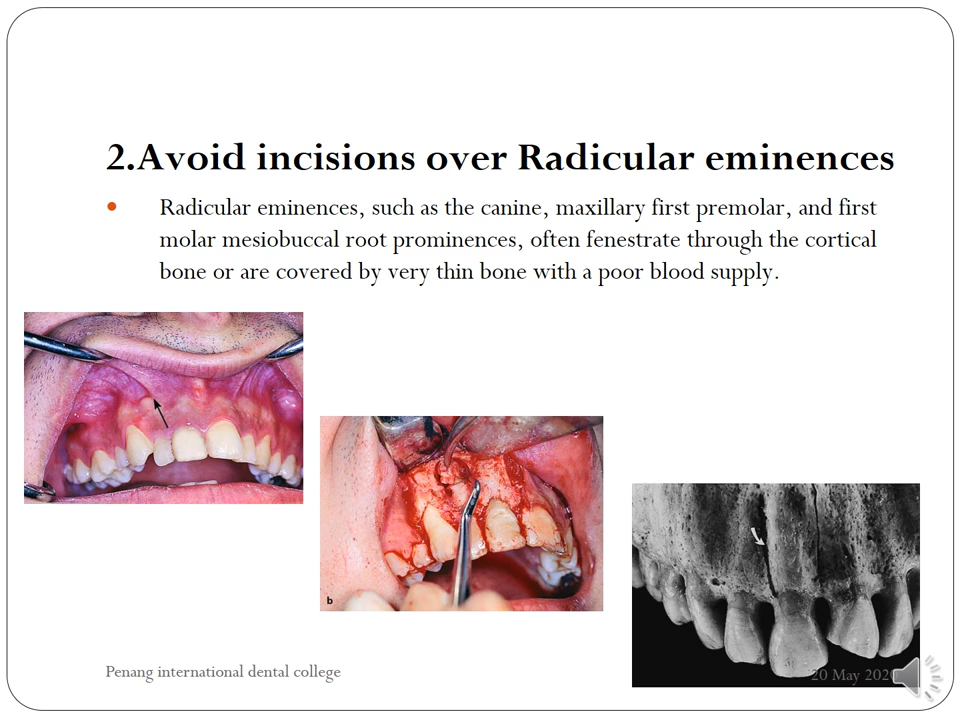 2.Avoid incisions over Radicular eminences
Radicular eminences, such as the canine, maxillary first premolar, and first
molar mesiobuccal root prominences, often fenestrate through the cortical
bone or are covered by very thin bone with a poor blood supply.
b
Penang international dental college
20 May 2020